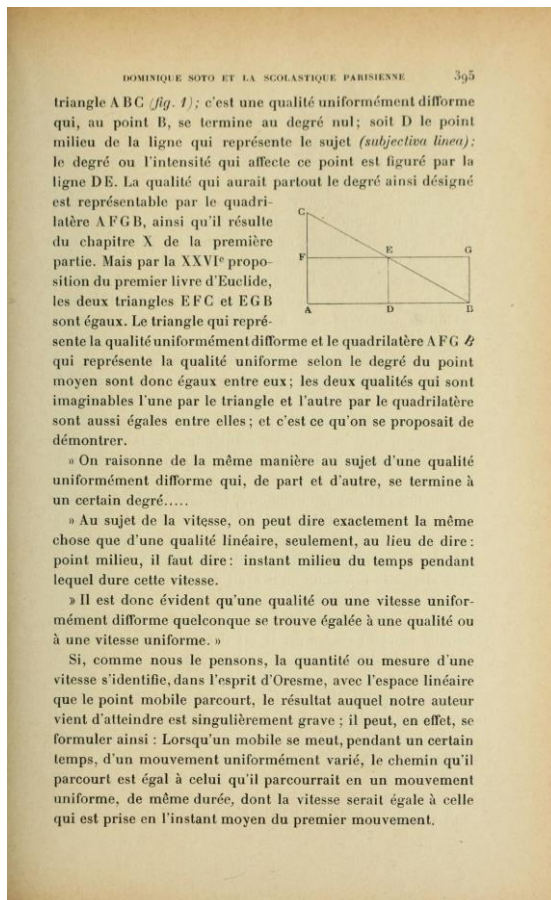 DOMINIQUE SOTO ET LA SCOLASTIQUE PARISIENNE 395
triangle A B C (fig. 1); c'est une qualité uniformément difforme
qui, au point B, se termine au degré nul; soit D le point
milieu de la ligne qui représente le sujet (subjectiva linea);
le degré ou l'intensité qui affecte ce point est figuré par la
ligne DE. La qualité qui aurait partout le degré ainsi désigné
est représentable par le quadri-
latère A F G B, ainsi qu'il résulte
du chapitre X de la première
partie. Mais par la XXVIe propo-
sition du premier livre d'Euclide,
les deux triangles E F C et E G B
sont égaux. Le triangle qui repré-
C
F
E
G
A
D
B
sente la qualité uniformément difforme et le quadrilatère A F G B
qui représente la qualité uniforme selon le degré du point
moyen sont donc égaux entre eux; les deux qualités qui sont
imaginables l'une par le triangle et l'autre par le quadrilatère
sont aussi égales entre elles; et c'est ce qu'on se proposait de
démontrer.
» On raisonne de la même manière au sujet d'une qualité
uniformément difforme qui, de part et d'autre, se termine à
un certain degré.....
» Au sujet de la vitesse, on peut dire exactement la même
chose que d'une qualité linéaire, seulement, au lieu de dire:
point milieu, il faut dire: instant milieu du temps pendant
lequel dure cette vitesse.
» Il est donc évident qu'une qualité ou une vitesse unifor-
mément difforme quelconque se trouve égalée à une qualité ou
à une vitesse uniforme. »
Si, comme nous le pensons, la quantité ou mesure d'une
vitesse s'identifie, dans l'esprit d'Oresme, avec l'espace linéaire
que le point mobile parcourt, le résultat auquel notre auteur
vient d'atteindre est singulièrement grave; il peut, en effet, se
formuler ainsi: Lorsqu'un mobile se meut, pendant un certain
temps, d'un mouvement uniformément varié, le chemin qu'il
parcourt est égal à celui qu'il parcourrait en un mouvement
uniforme, de même durée, dont la vitesse serait égale à celle
qui est prise en l'instant moyen du premier mouvement.